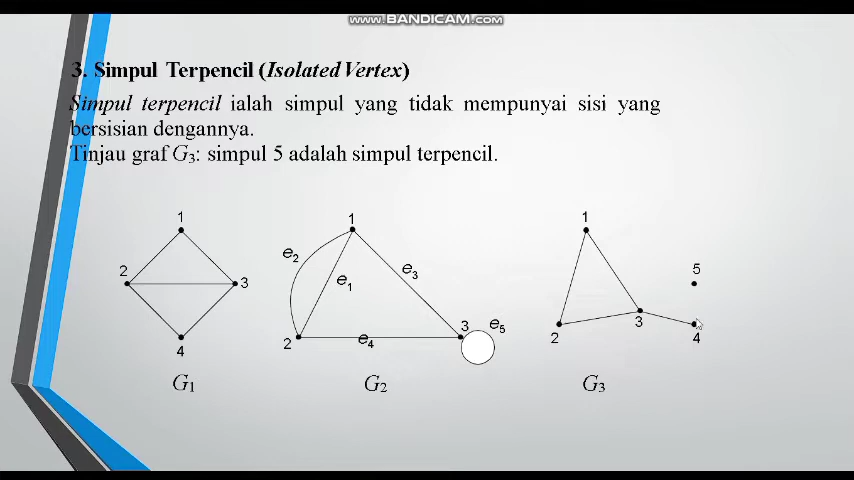 WWW.BANDICAM.COM
3. Simpul Terpencil (Isolated Vertex)
Simpul terpencil ialah simpul yang tidak mempunyai sisi yang
bersisian dengannya.
Tinjau graf G3: simpul 5 adalah simpul terpencil.
1
2
3
4
G1
1
e2
e1
e3
2
e4
3
e5
G2
1
5
2
3
4
G3